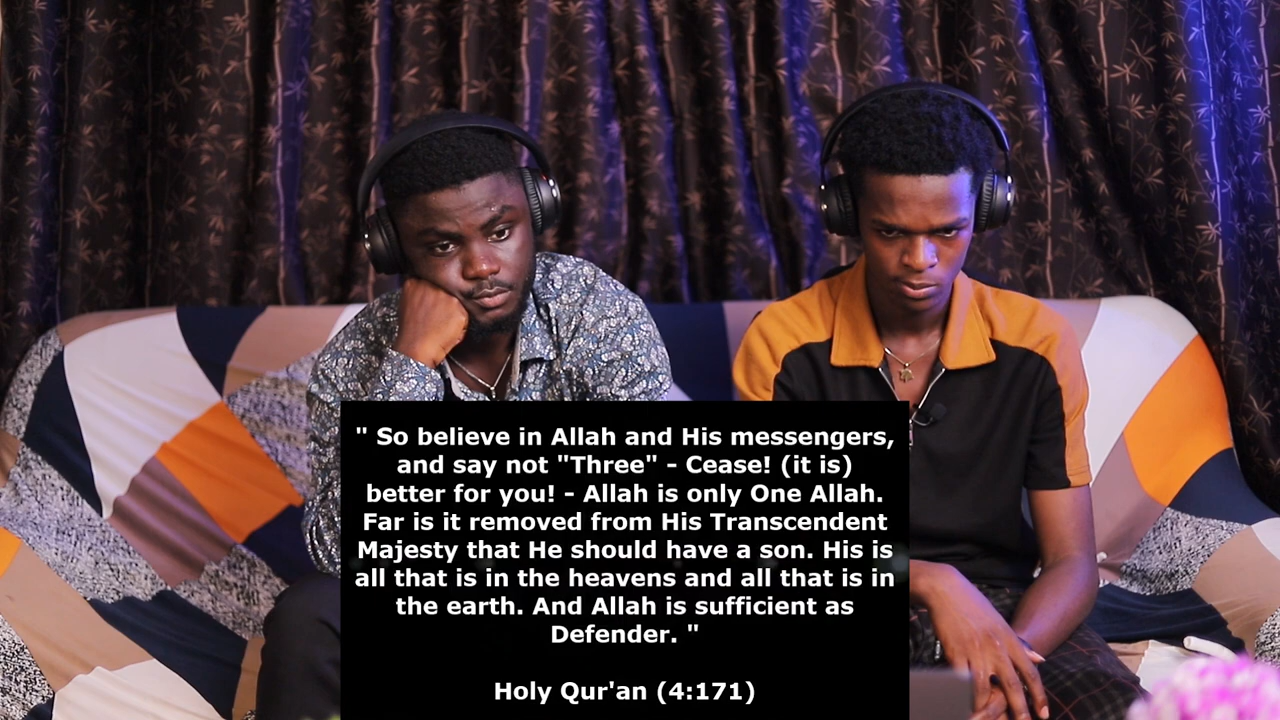 " So believe in Allah and His messengers,
and say not "Three" - Cease! (it is)
better for you! - Allah is only One Allah.
Far is it removed from His Transcendent
Majesty that He should have a son. His is
all that is in the heavens and all that is in
the earth. And Allah is sufficient as
Defender. "
Holy Qur'an (4:171)